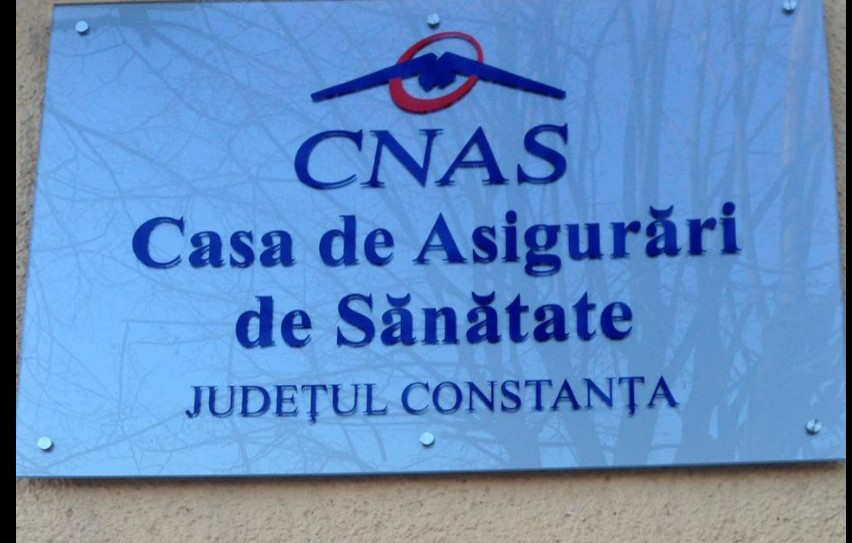 CNAS
Casa de Asigurări
de Sănătate
JUDEŢUL CONSTANŢA